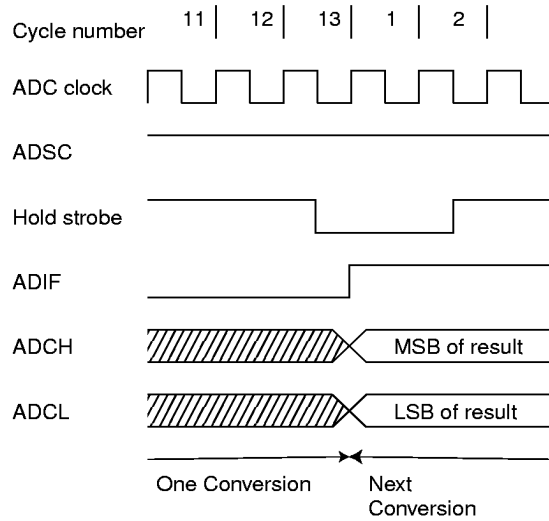 Cycle number 11 12 13 1 2
ADC clock
ADSC
Hold strobe
ADIF
ADCH MSB of result
ADCL LSB of result
One Conversion Next
Conversion